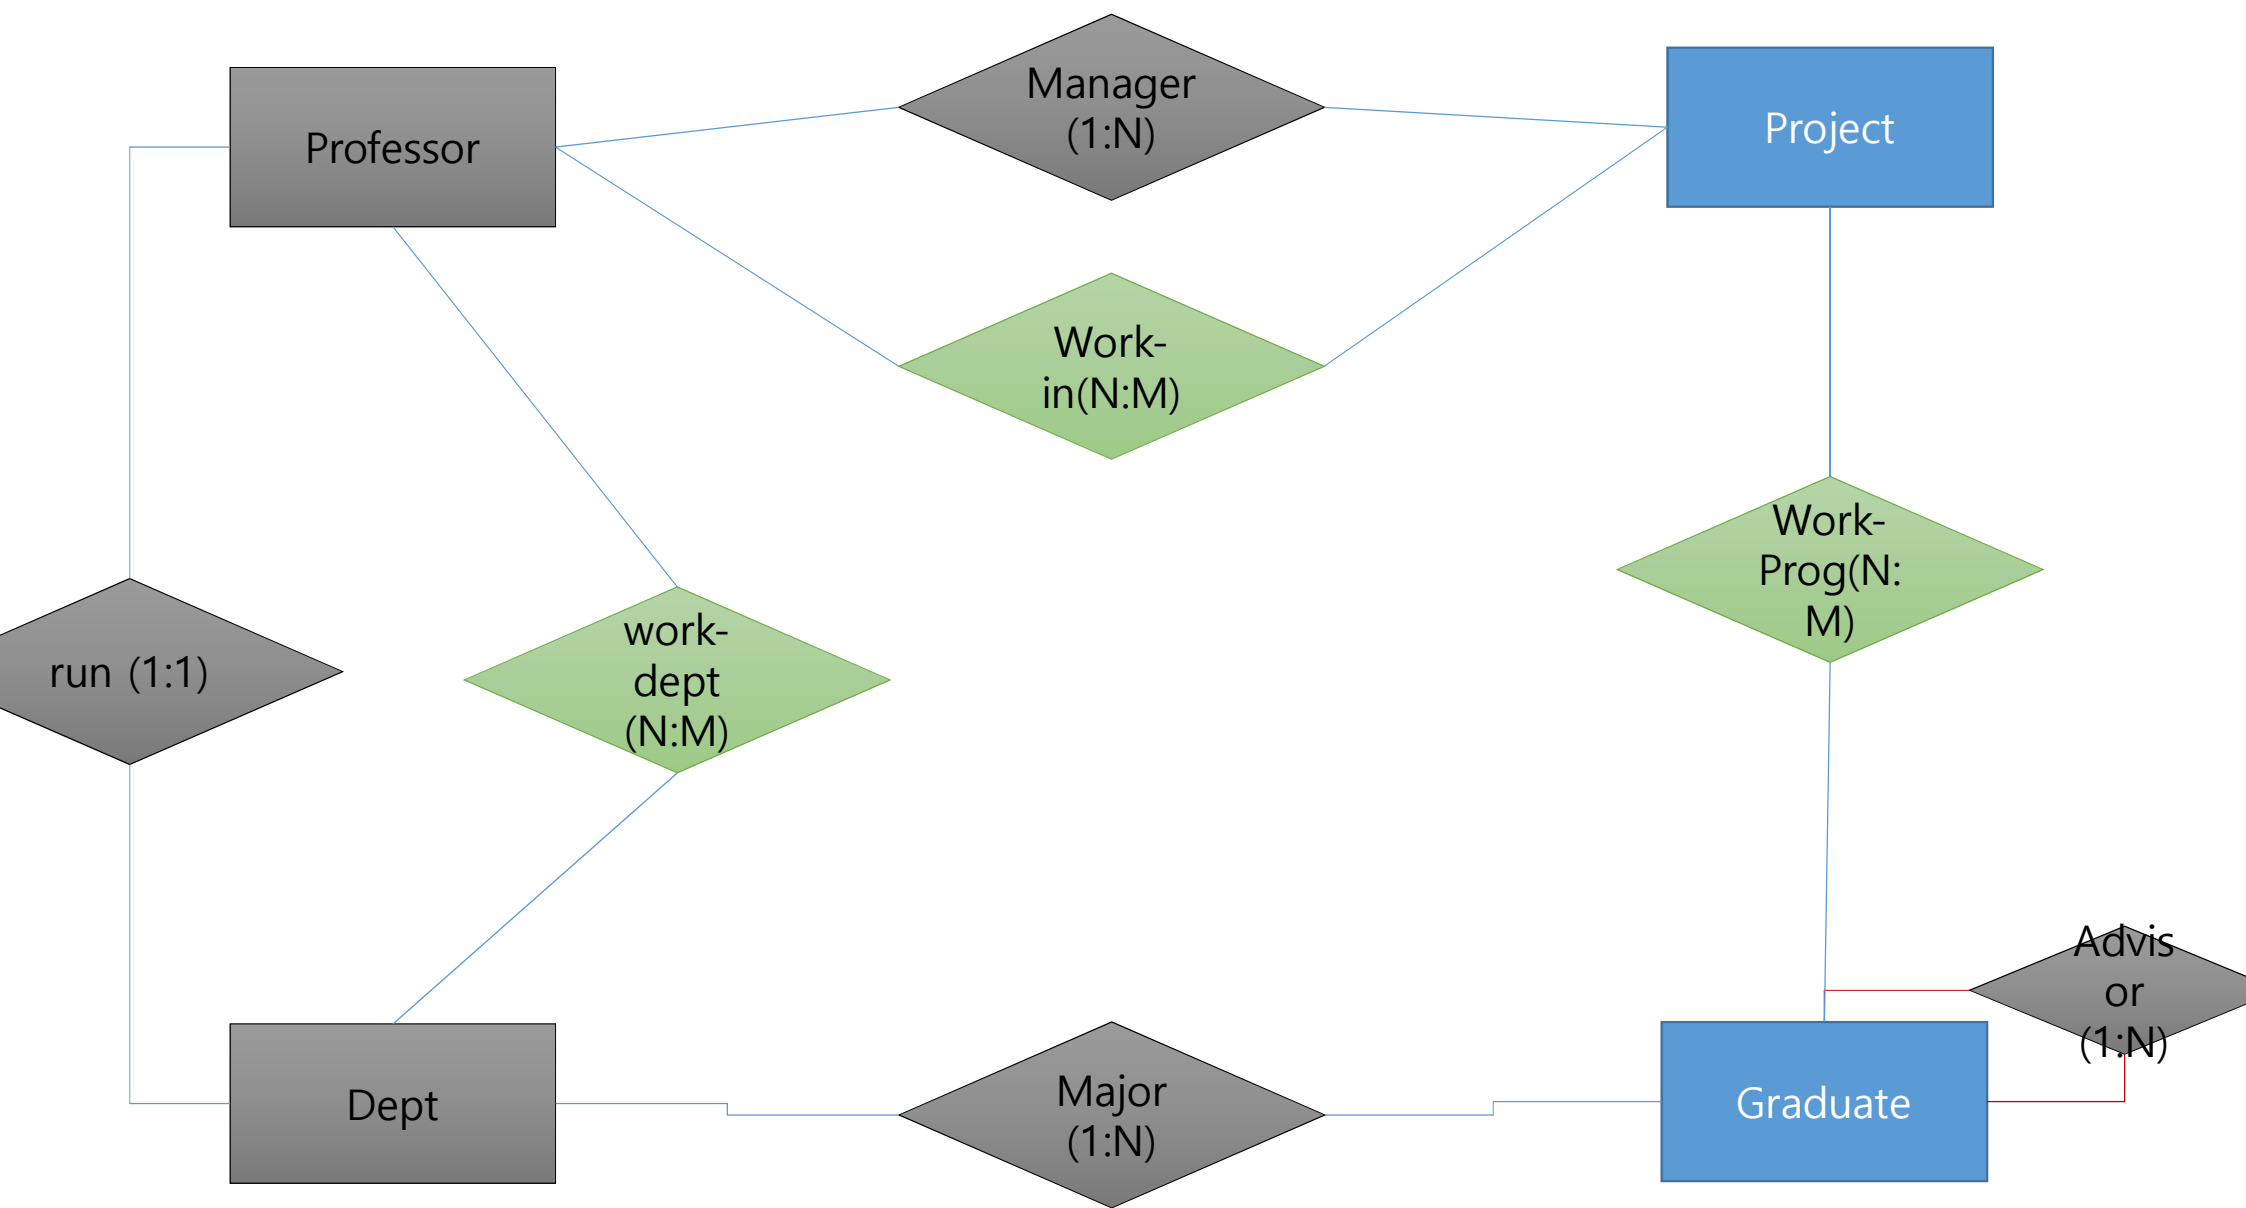 Professor
Manager
(1:N)
Project
Work-
in(N:M)
Work-
Prog(N:
M)
run (1:1)
work-
dept
(N:M)
Advis
or
(1:N)
Dept
Major
(1:N)
Graduate